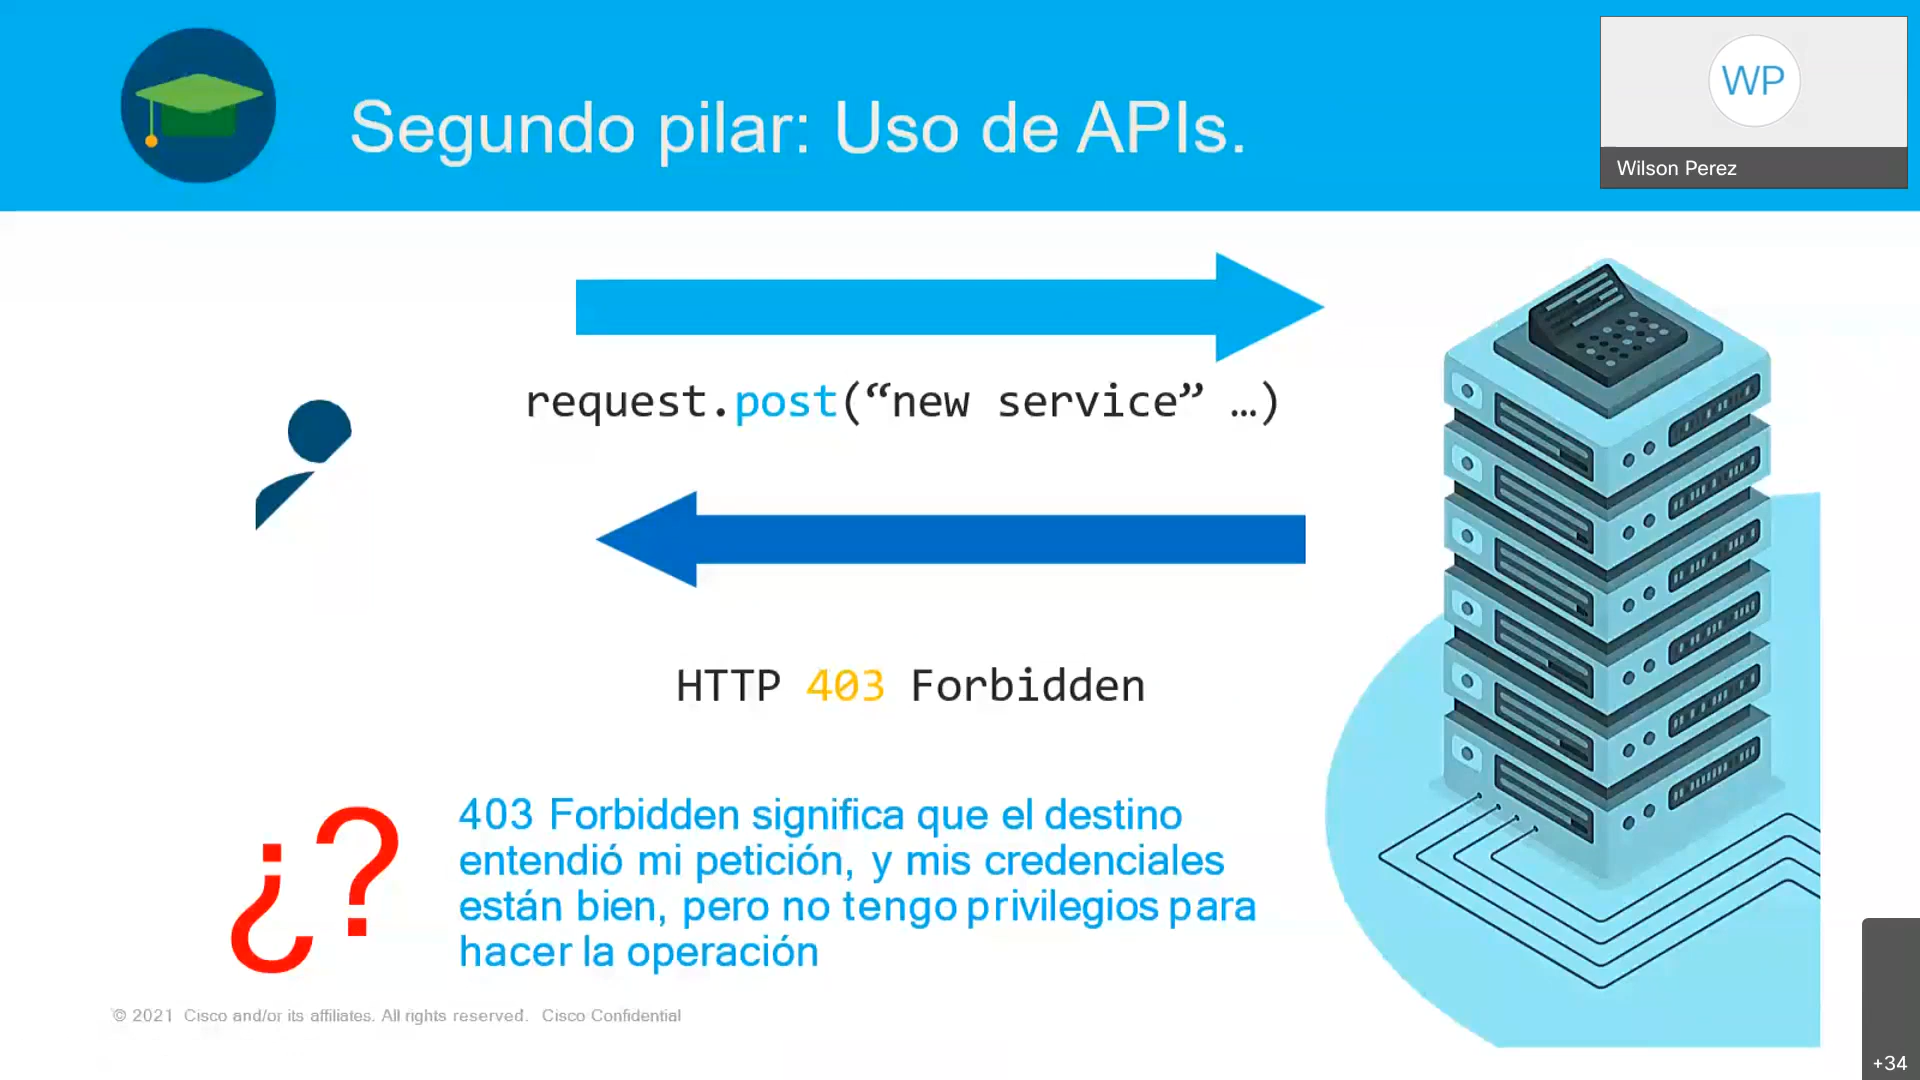 Segundo pilar: Uso de APIs.
WP
Wilson Perez
request.post(“new service” …)
HTTP 403 Forbidden
¿?
403 Forbidden significa que el destino
entendió mi petición, y mis credenciales
están bien, pero no tengo privilegios para
hacer la operación
© 2021 Cisco and/or its affiliates. All rights reserved. Cisco Confidential
+34